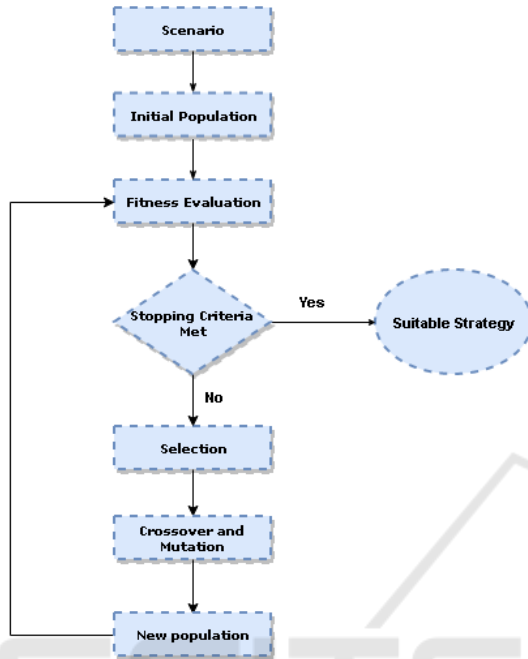 Scenario
Initial Population
Fitness Evaluation
Stopping Criteria
Met
Yes
Suitable Strategy
No
Selection
Crossover and
Mutation
New population